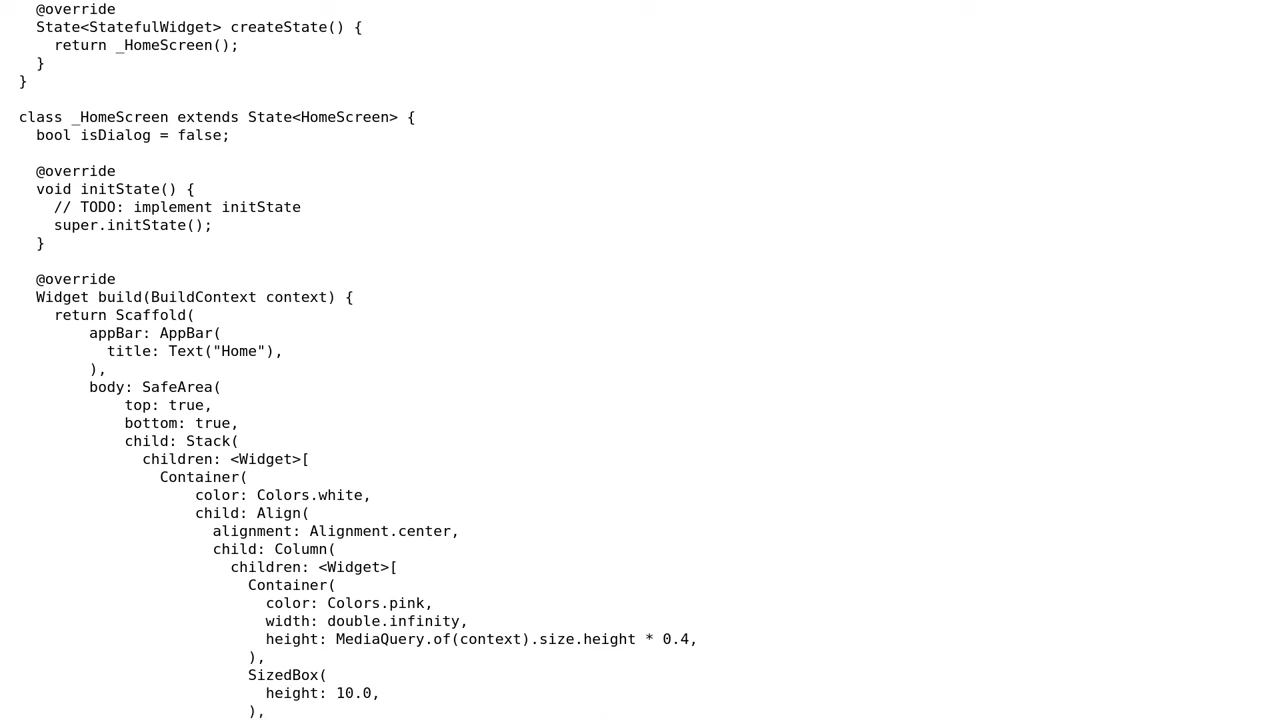 @override
State<StatefulWidget> createState() {
return _HomeScreen();
}
}
class _HomeScreen extends State<HomeScreen> {
bool isDialog = false;
@override
void initState() {
// TODO: implement initState
super.initState();
}
@override
Widget build(BuildContext context) {
return Scaffold(
appBar: AppBar(
title: Text("Home"),
),
body: SafeArea(
top: true,
bottom: true,
child: Stack(
children: <Widget>[
Container(
color: Colors.white,
child: Align(
alignment: Alignment.center,
child: Column(
children: <Widget>[
Container(
color: Colors.pink,
width: double.infinity,
height: MediaQuery.of(context).size.height * 0.4,
),
SizedBox(
height: 10.0,
),